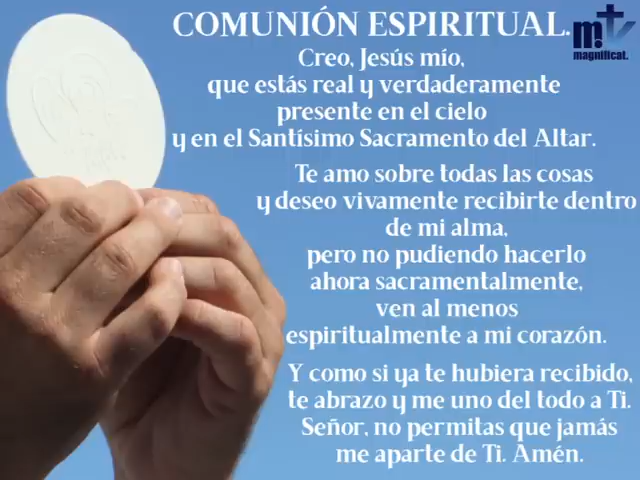 COMUNIÓN ESPIRITUAL.
m!v
magnificat.
Creo, Jesús mío,
que estás real y verdaderamente
presente en el cielo
y en el Santísimo Sacramento del Altar.
Te amo sobre todas las cosas
y deseo vivamente recibirte dentro
de mi alma,
pero no pudiendo hacerlo
ahora sacramentalmente,
ven al menos
espiritualmente a mi corazón.
Y como si ya te hubiera recibido,
te abrazo y me uno del todo a Ti.
Señor, no permitas que jamás
me aparte de Ti. Amén.